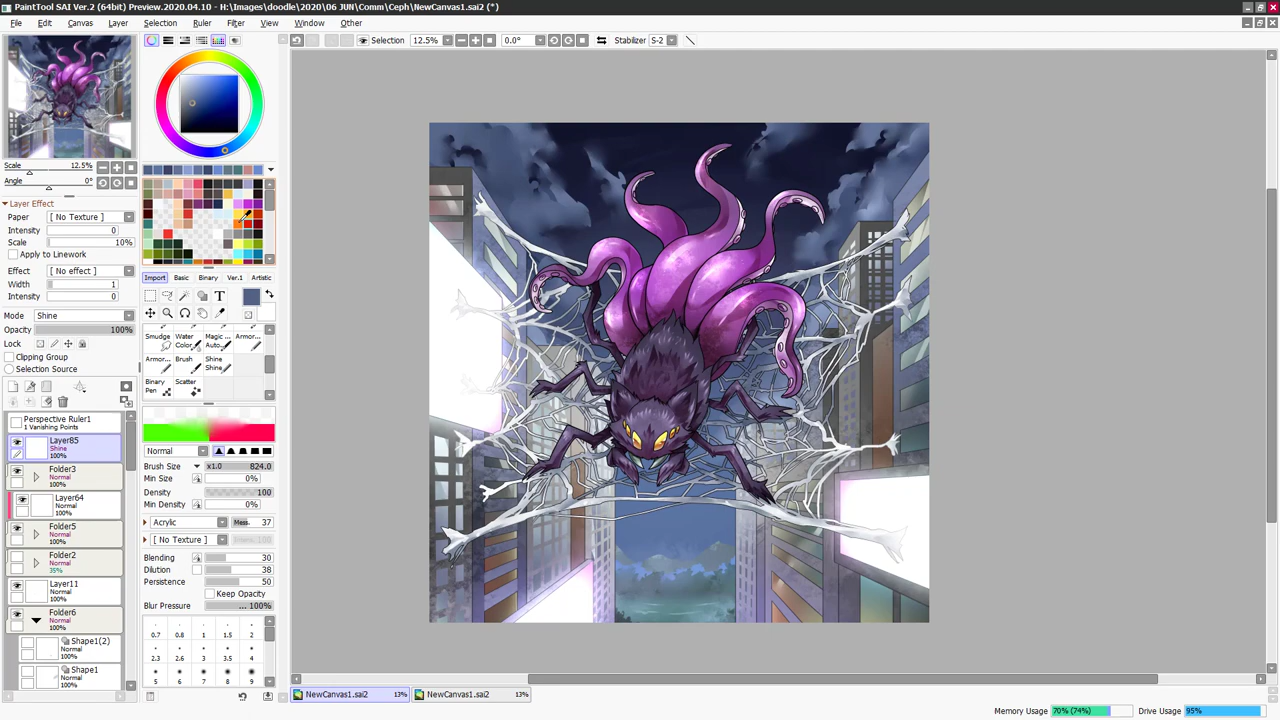 PaintTool SAI Ver.2 (64bit) Preview.2020.04.10 - H:\Images\doodle\2020\06 JUN\Comm\Ceph\NewCanvas1.sai2 (*)
File Edit Canvas Layer Selection Ruler Filter View Window Other
Selection 12.5% 0.0° Stabilizer S-2
Scale 12.5%
Angle 0°
Layer Effect
Paper [ No Texture ]
Intensity 0
Scale 10%
Apply to Linework
Effect [ No effect ]
Width 1
Intensity 0
Mode Shine
Opacity 100%
Lock
Clipping Group
Selection Source
Perspective Ruler1
1 Vanishing Points
Layer85
Shine
100%
Folder3
Normal
100%
Layer64
Normal
100%
Folder5
Normal
100%
Folder2
Normal
35%
Layer11
Normal
100%
Folder6
Normal
100%
Shape1(2)
Normal
100%
Shape1
Normal
100%
Import Basic Binary Ver.1 Artistic
T
Smudge Water Color Magic ... Auto... Armor...
Armor... Brush Shine Shine
Binary Pen Scatter
Normal
Brush Size x1.0 824.0
Min Size 0%
Density 100
Min Density 0%
Acrylic Mess. 37
[ No Texture ]
Blending 30
Dilution 38
Persistence 50
Keep Opacity
Blur Pressure ... 100%
0.7 0.8 1 1.5 2
2.3 2.6 3 3.5 4
5 6 7 8 9
NewCanvas1.sai2 13% NewCanvas1.sai2 13%
Memory Usage 70% (74%) Drive Usage 95%